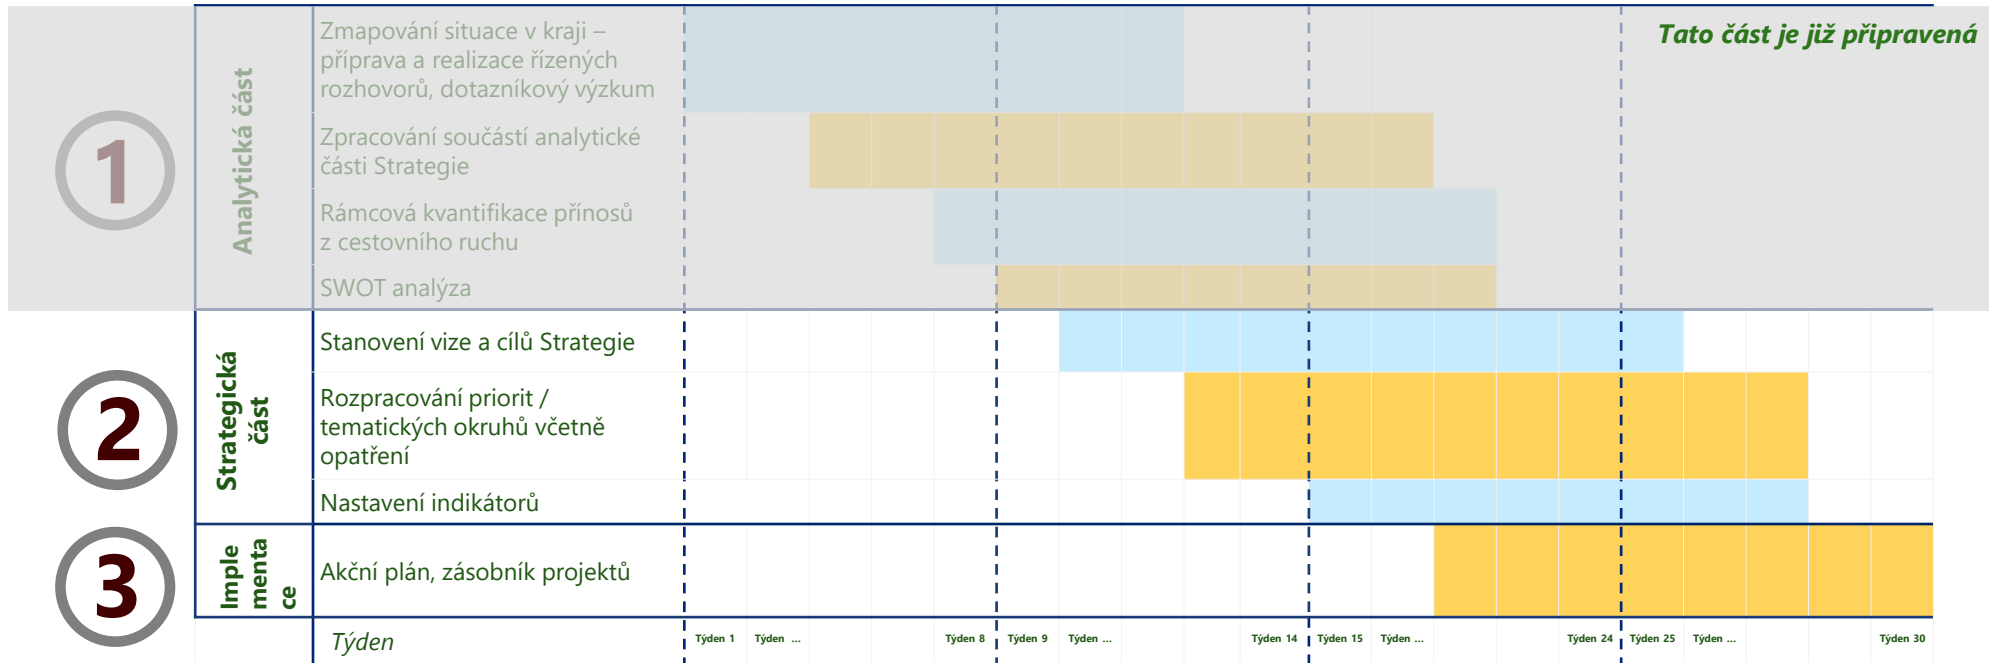 Tato část je již připravená
1
Analytická část
Zmapování situace v kraji –
příprava a realizace řízených
rozhovorů, dotazníkový výzkum
Zpracování součástí analytické
části Strategie
Rámcová kvantifikace přínosů
z cestovního ruchu
SWOT analýza
2
Strategická
část
Stanovení vize a cílů Strategie
Rozpracování priorit /
tematických okruhů včetně
opatření
Nastavení indikátorů
3
Imple
menta
ce
Akční plán, zásobník projektů
Týden
Týden 1
Týden ...
Týden 8
Týden 9
Týden ...
Týden 14
Týden 15
Týden ...
Týden 24
Týden 25
Týden ...
Týden 30